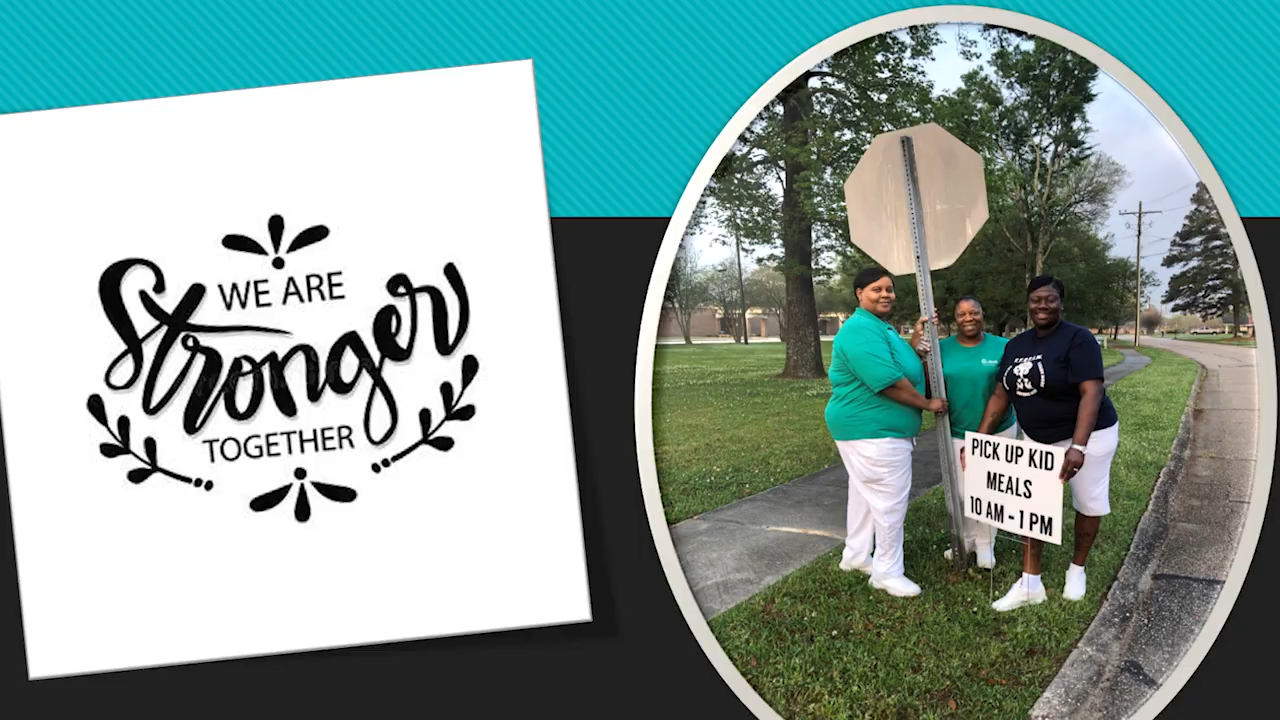 WE ARE
Stronger
TOGETHER
PICK UP KID
MEALS
10 AM - 1 PM